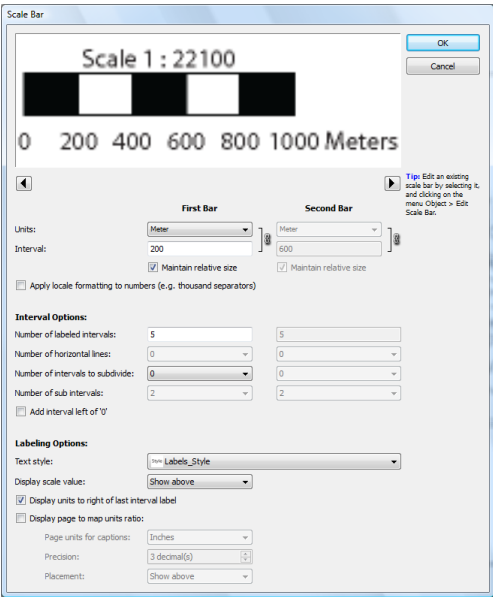 Scale Bar
OK
Cancel
Scale 1 : 22100
0 200 400 600 800 1000 Meters
Tip: Edit an existing
scale bar by selecting it,
and clicking on the
menu Object > Edit
Scale Bar.
First Bar Second Bar
Units: Meter Meter
Interval: 200 600
Maintain relative size Maintain relative size
Apply locale formatting to numbers (e.g. thousand separators)
Interval Options:
Number of labeled intervals: 5 5
Number of horizontal lines: 0 0
Number of intervals to subdivide: 0 0
Number of sub intervals: 2 2
Add interval left of '0'
Labeling Options:
Text style: Style Labels_Style
Display scale value: Show above
Display units to right of last interval label
Display page to map units ratio:
Page units for captions: Inches
Precision: 3 decimal(s)
Placement: Show above